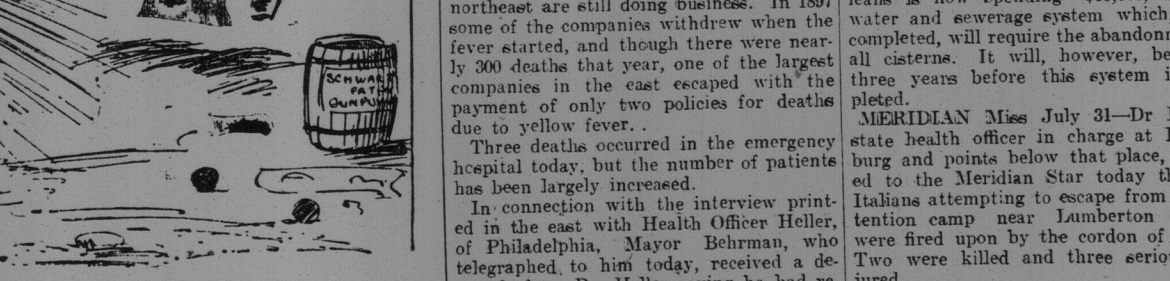 SCHWAR
PAT
GUNPU
northeast are still doing business. In 1897
some of the companies withdrew when the
fever started, and though there were near-
ly 300 deaths that year, one of the largest
companies in the east escaped with the
payment of only two policies for deaths
due to yellow fever. .
Three deaths occurred in the emergency
hospital today, but the number of patients
has been largely increased.
In connection with the interview print-
ed in the east with Health Officer Heller,
of Philadelphia, Mayor Behrman, who
telegraphed to him today, received a de-
water and sewerage system which
completed, will require the abandonm
all cisterns. It will, however, be
three years before this system i
pleted.
MERIDIAN Miss July 31—Dr
state health officer in charge at
burg and points below that place,
ed to the Meridian Star today th
Italians attempting to escape from
tention camp near Lumberton
were fired upon by the cordon of
Two were killed and three serio
jured